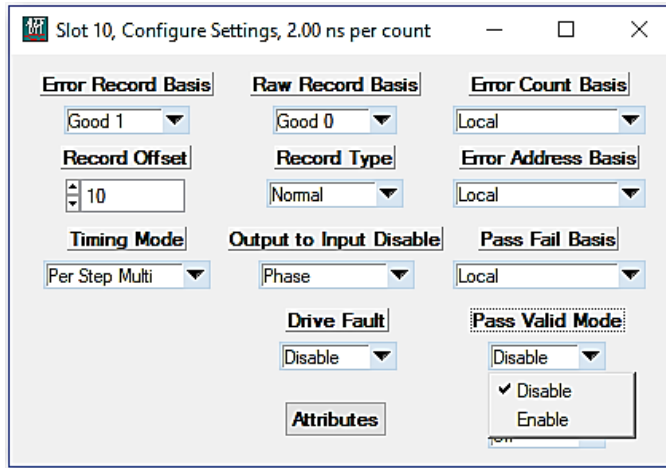 Slot 10, Configure Settings, 2.00 ns per count
Error Record Basis Raw Record Basis Error Count Basis
Good 1 Good 0 Local
Record Offset Record Type Error Address Basis
10 Normal Local
Timing Mode Output to Input Disable Pass Fail Basis
Per Step Multi Phase Local
Drive Fault Pass Valid Mode
Disable Disable
Disable
Attributes Enable